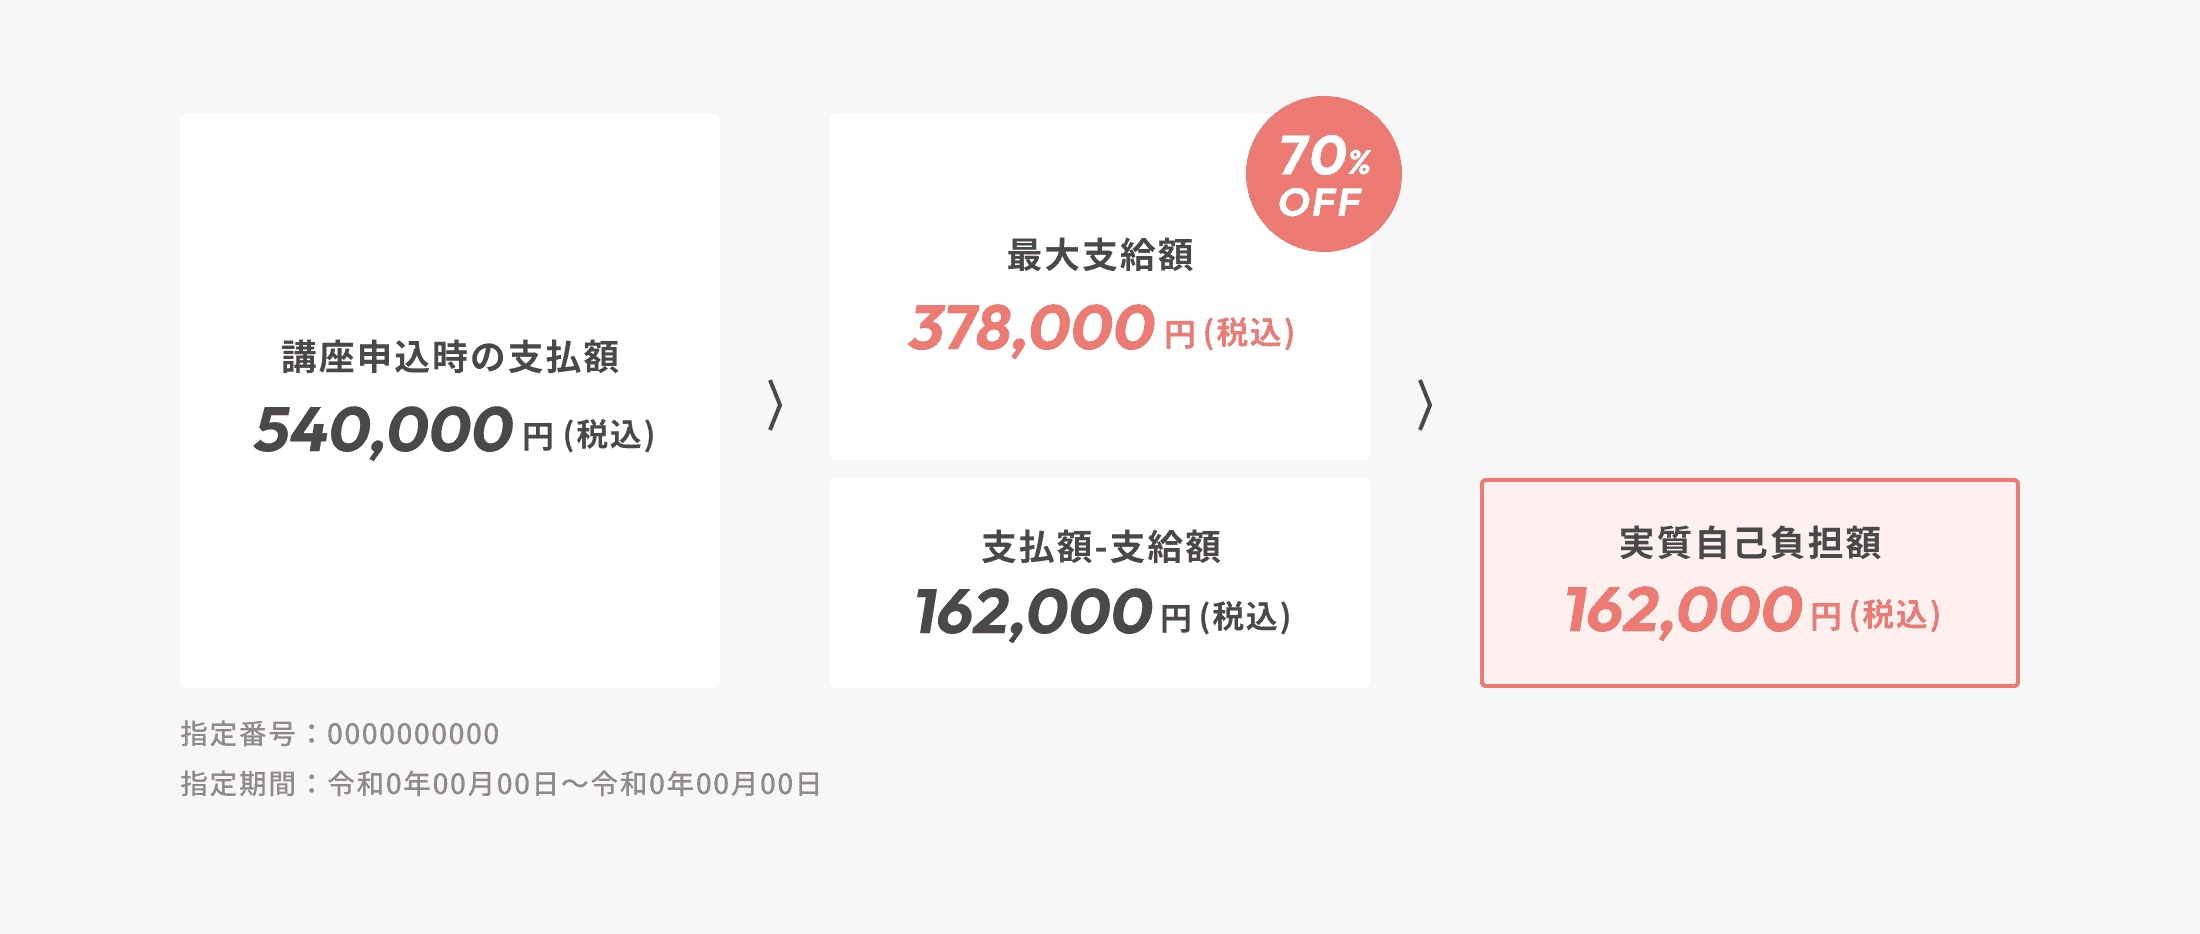 講座申込時の支払額
540,000円(税込)
70%
OFF
最大支給額
378,000円(税込)
支払額-支給額
162,000円(税込)
実質自己負担額
162,000円(税込)
指定番号：0000000000
指定期間：令和0年00月00日〜令和0年00月00日